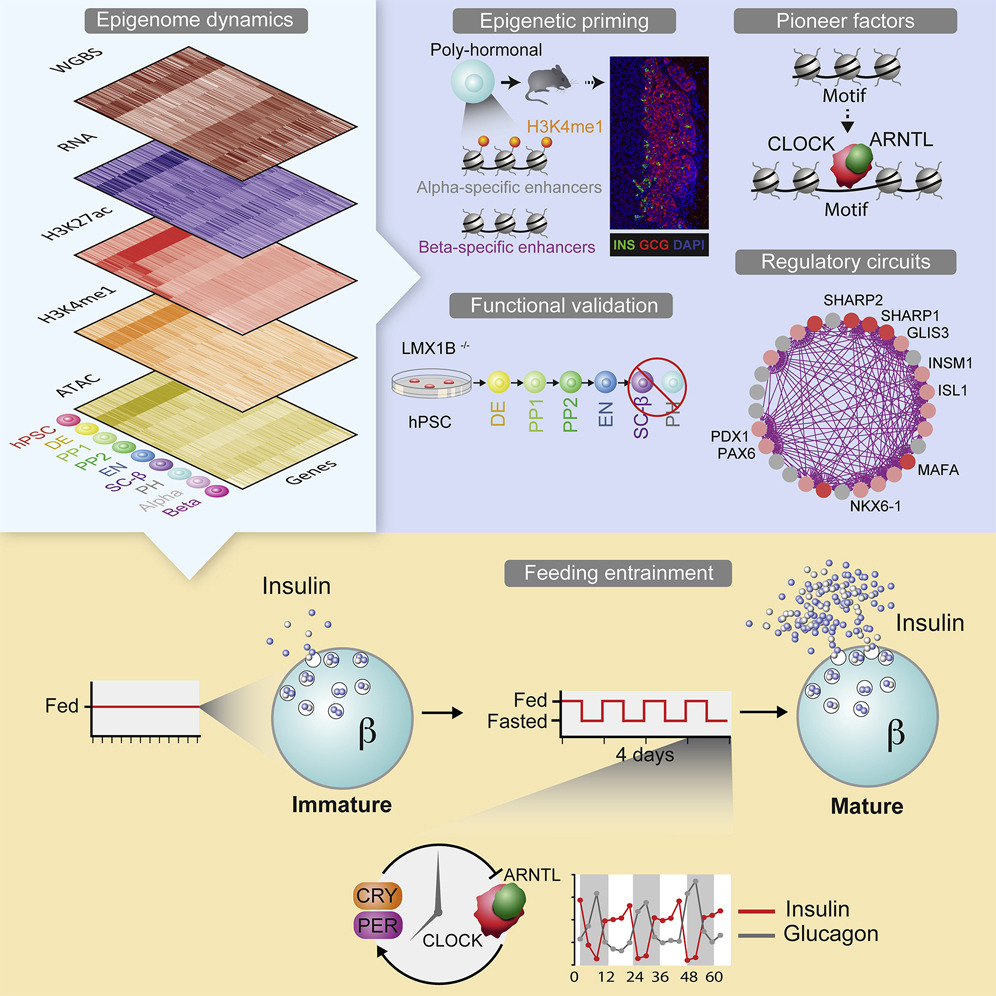 Epigenome dynamics
WGBS
RNA
H3K27ac
H3K4me1
ATAC
hPSC
DE
PP1
PP2
EN
SC-β
PH
Alpha
Beta
Genes
Epigenetic priming
Poly-hormonal
H3K4me1
Alpha-specific enhancers
Beta-specific enhancers
INS GCG DAPI
Pioneer factors
Motif
CLOCK
ARNTL
Motif
Functional validation
LMX1B -/-
hPSC
DE
PP1
PP2
EN
SC-β
PH
Regulatory circuits
SHARP2
SHARP1
GLIS3
INSM1
ISL1
PDX1
PAX6
MAFA
NKX6-1
Feeding entrainment
Insulin
Fed
β
Immature
Fed
Fasted
4 days
Insulin
β
Mature
CRY
PER
CLOCK
ARNTL
Insulin
Glucagon
0 12 24 36 48 60